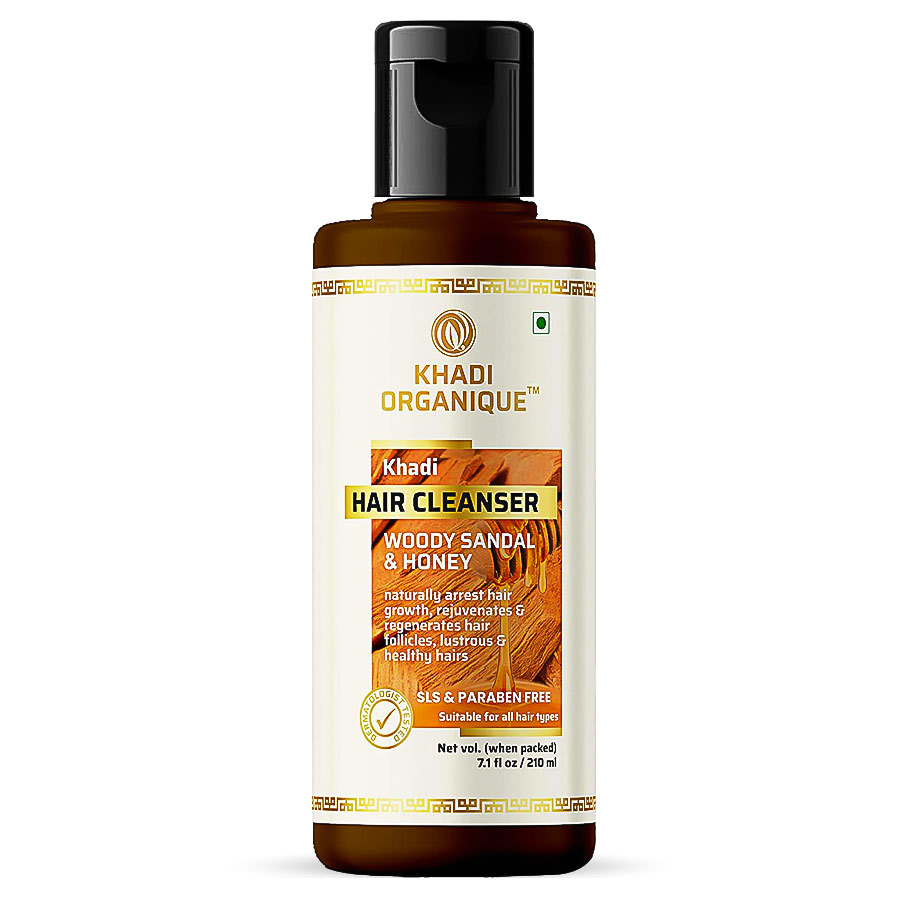 KHADI
ORGANIQUE™
Khadi
HAIR CLEANSER
WOODY SANDAL
& HONEY
naturally arrest hair
growth, rejuvenates &
regenerates hair
follicles, lustrous &
healthy hairs
SLS & PARABEN FREE
DERMATOLOGIST TESTED
Suitable for all hair types
Net vol. (when packed)
7.1 fl oz / 210 ml